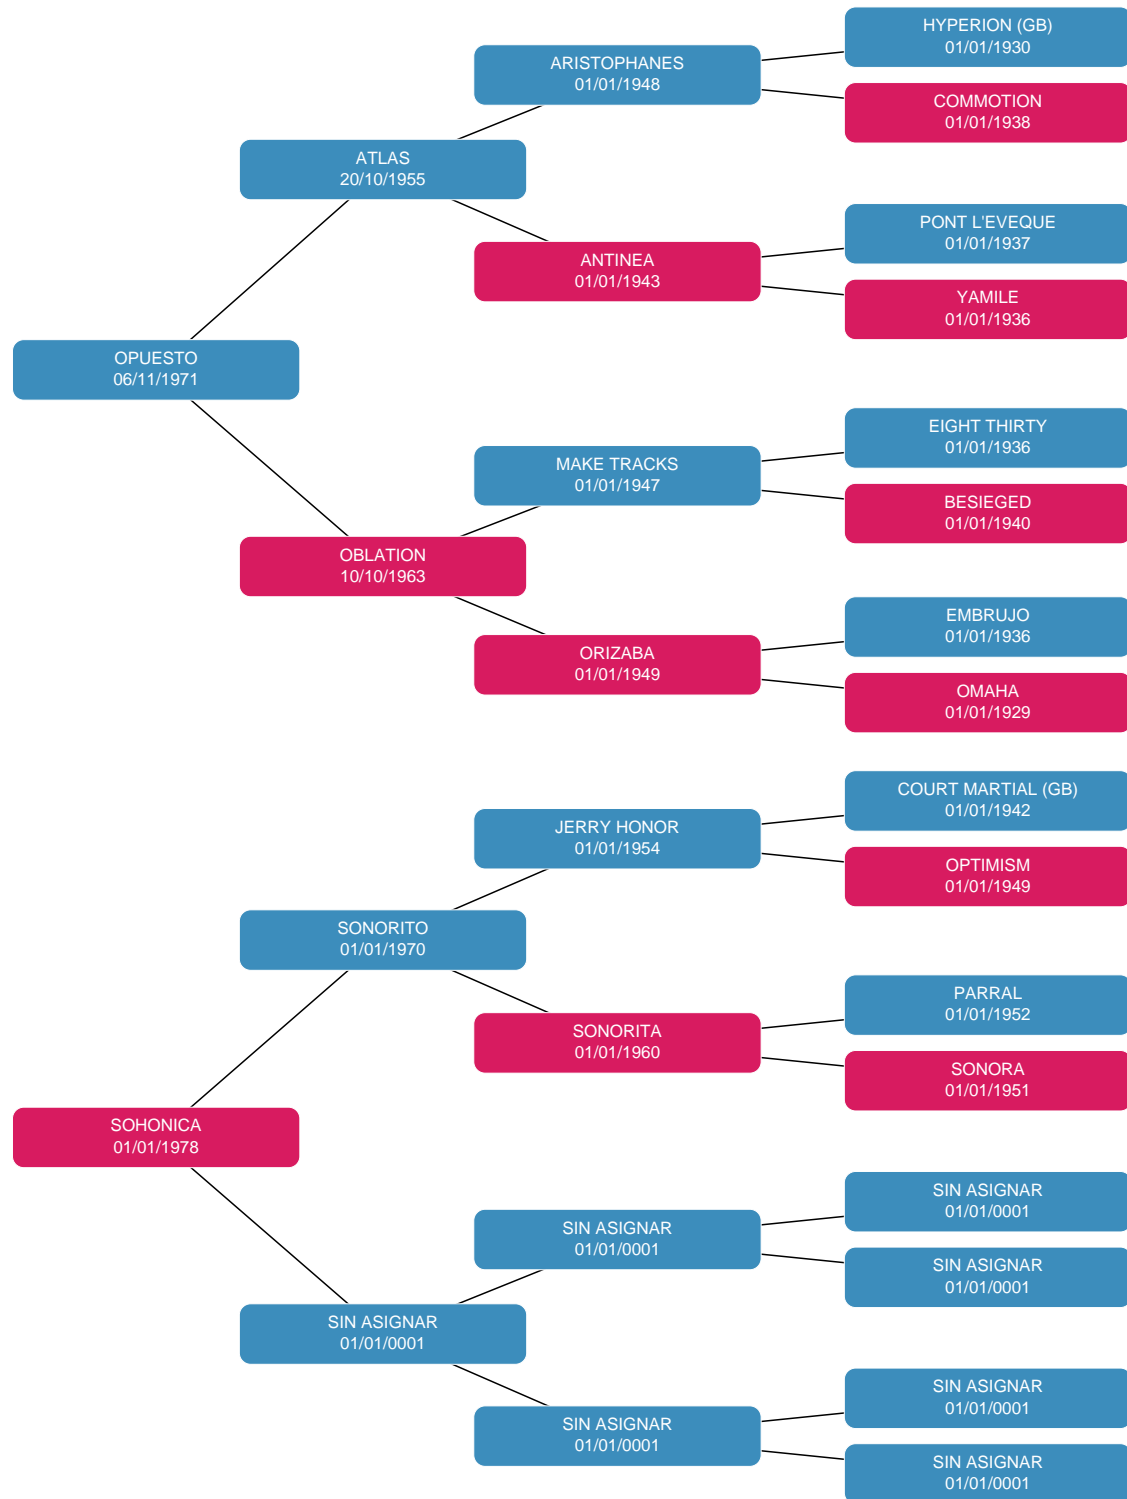 HYPERION (GB)
01/01/1930
ARISTOPHANES
01/01/1948
COMMOTION
01/01/1938
ATLAS
20/10/1955
PONT L'EVEQUE
01/01/1937
ANTINEA
01/01/1943
YAMILE
01/01/1936
OPUESTO
06/11/1971
EIGHT THIRTY
01/01/1936
MAKE TRACKS
01/01/1947
BESIEGED
01/01/1940
OBLATION
10/10/1963
EMBRUJO
01/01/1936
ORIZABA
01/01/1949
OMAHA
01/01/1929
COURT MARTIAL (GB)
01/01/1942
JERRY HONOR
01/01/1954
OPTIMISM
01/01/1949
SONORITO
01/01/1970
PARRAL
01/01/1952
SONORITA
01/01/1960
SONORA
01/01/1951
SOHONICA
01/01/1978
SIN ASIGNAR
01/01/0001
SIN ASIGNAR
01/01/0001
SIN ASIGNAR
01/01/0001
SIN ASIGNAR
01/01/0001
SIN ASIGNAR
01/01/0001
SIN ASIGNAR
01/01/0001
SIN ASIGNAR
01/01/0001